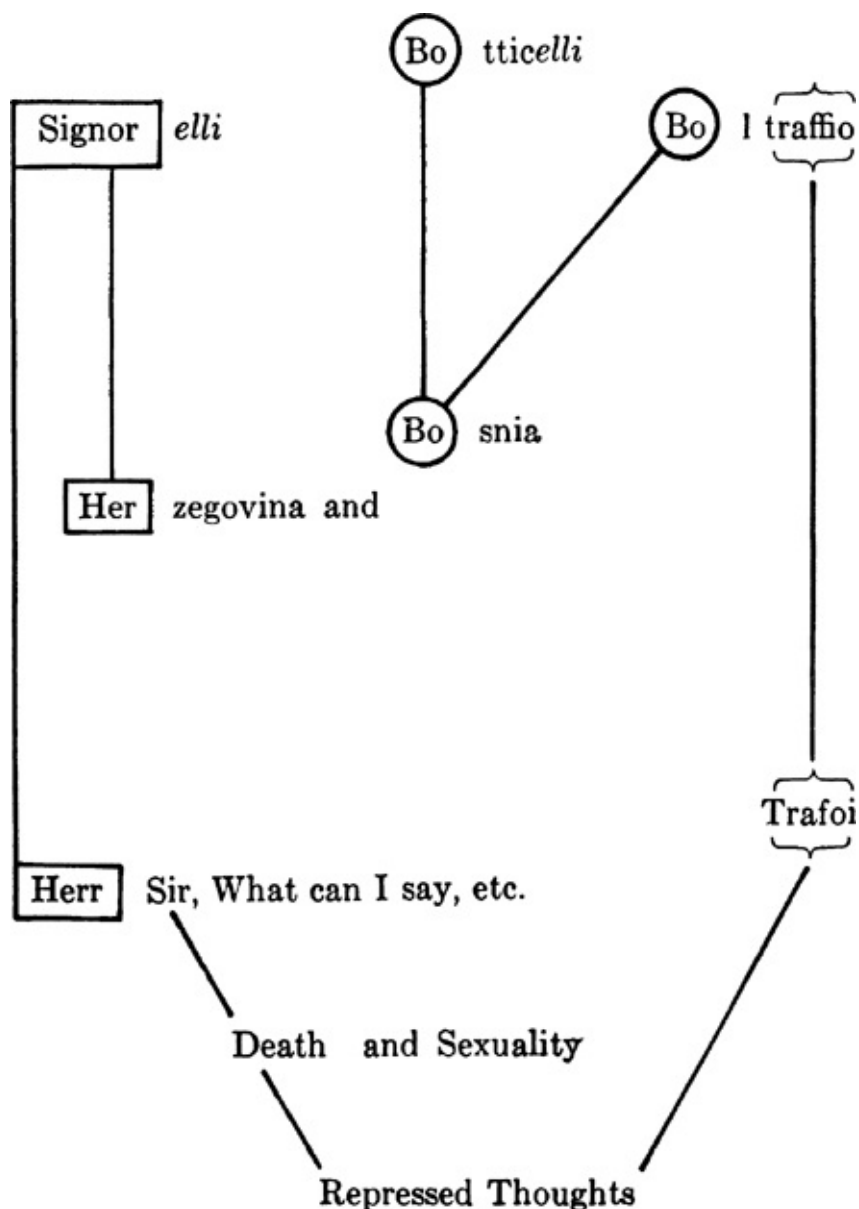 Bo tticelli
Signor elli
Bo l traffio
Bo snia
Her zegovina and
Trafoi
Herr Sir, What can I say, etc.
Death and Sexuality
Repressed Thoughts